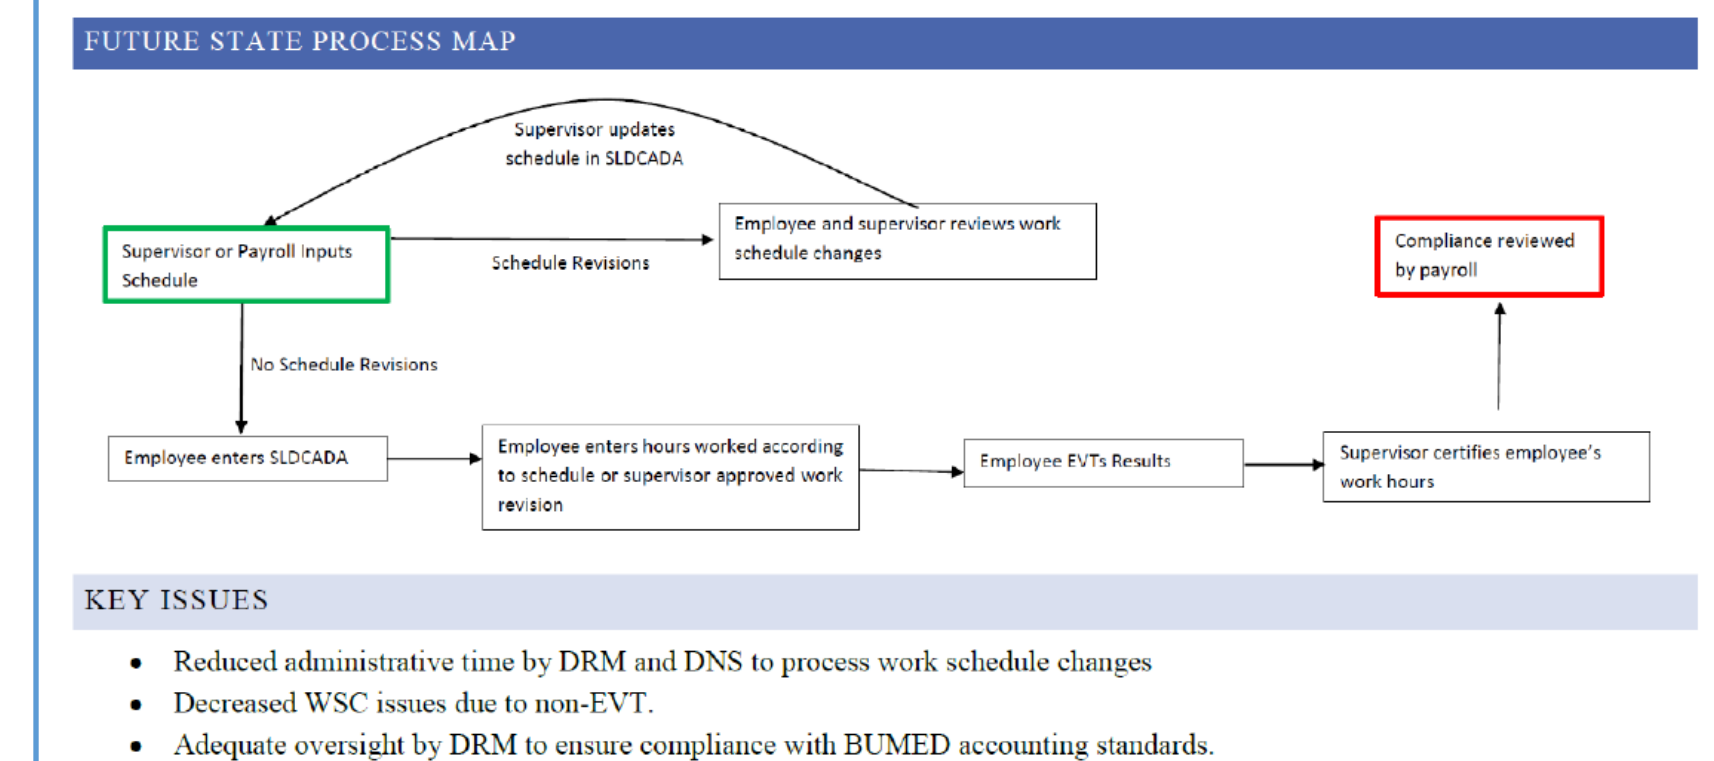 FUTURE STATE PROCESS MAP
Supervisor updates
schedule in SLDCADA
Supervisor or Payroll Inputs
Schedule
Schedule Revisions
Employee and supervisor reviews work
schedule changes
Compliance reviewed
by payroll
No Schedule Revisions
Employee enters SLDCADA
Employee enters hours worked according
to schedule or supervisor approved work
revision
Employee EVTs Results
Supervisor certifies employee's
work hours
KEY ISSUES
• Reduced administrative time by DRM and DNS to process work schedule changes
• Decreased WSC issues due to non-EVT.
• Adequate oversight by DRM to ensure compliance with BUMED accounting standards.